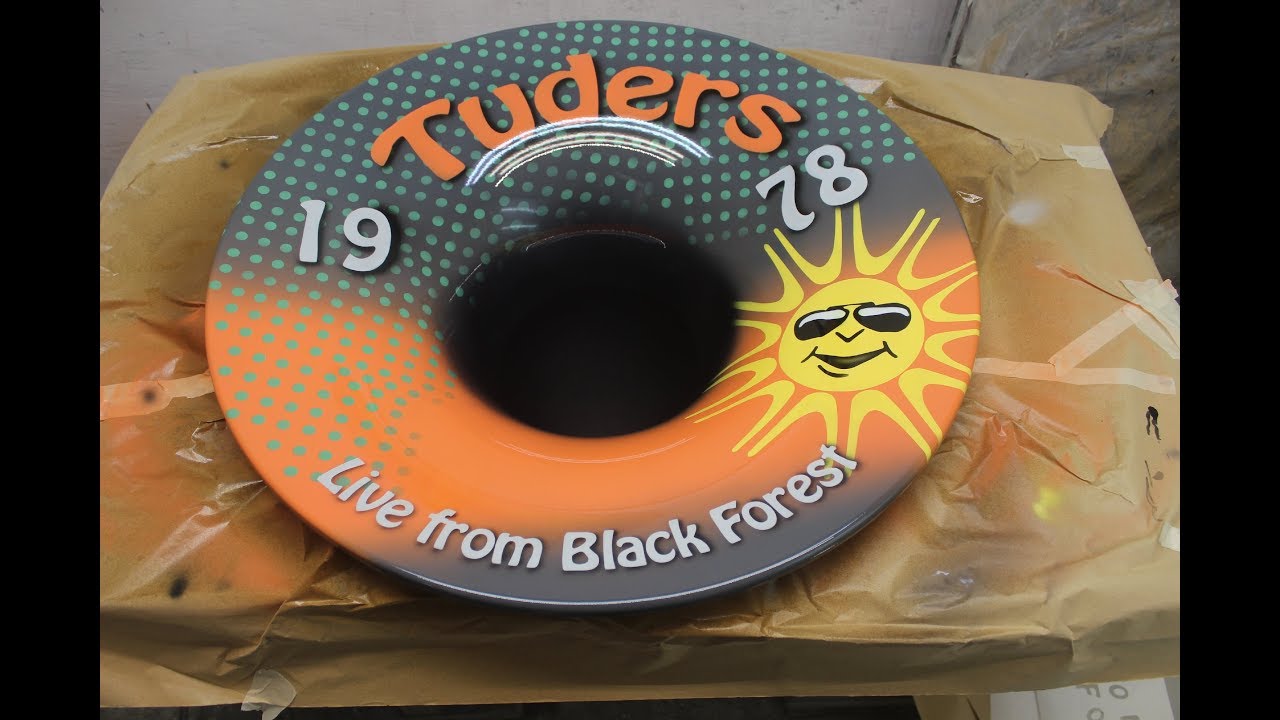 Tuders
19 78
Live from Black Forest